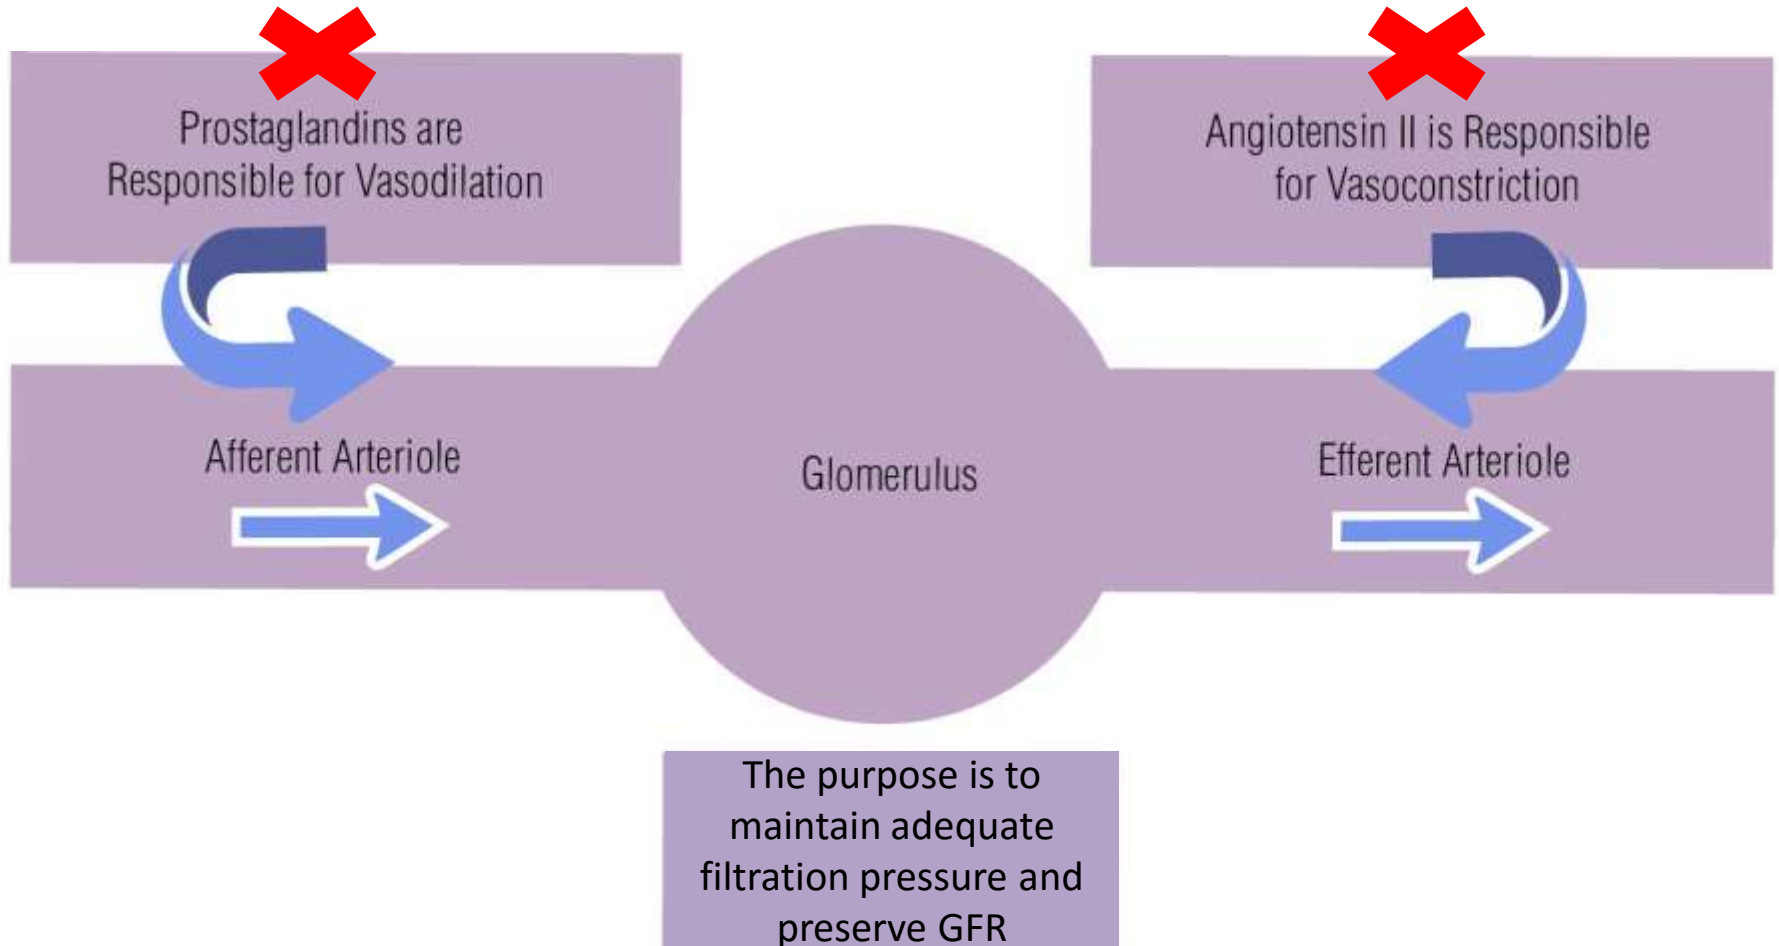 Prostaglandins are
Responsible for Vasodilation
Angiotensin II is Responsible
for Vasoconstriction
Afferent Arteriole
Glomerulus
Efferent Arteriole
The purpose is to
maintain adequate
filtration pressure and
preserve GFR